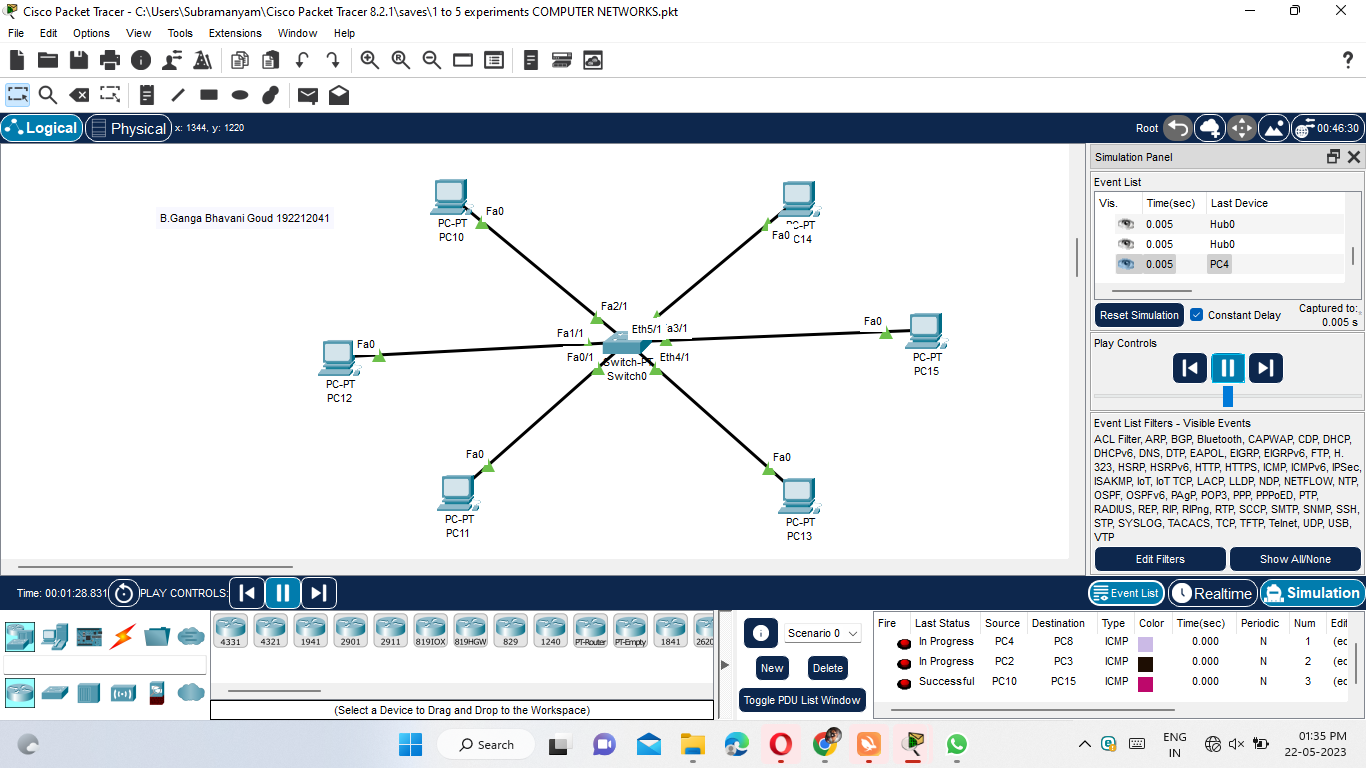 Cisco Packet Tracer - C:\Users\Subramanyam\Cisco Packet Tracer 8.2.1\saves\1 to 5 experiments COMPUTER NETWORKS.pkt
File Edit Options View Tools Extensions Window Help
?
Logical Physical x: 1344, y: 1220 Root 00:46:30
B.Ganga Bhavani Goud 192212041
Fa0
PC-PT
PC10
Fa0
C-PT
C14
Fa2/1
Fa1/1
Eth5/1
a3/1
Fa0/1
Eth4/1
Switch-PT
Switch0
Fa0
PC-PT
PC12
Fa0
PC-PT
PC15
Fa0
PC-PT
PC11
Fa0
PC-PT
PC13
Simulation Panel
Event List
Vis. Time(sec) Last Device
0.005 Hub0
0.005 Hub0
0.005 PC4
Reset Simulation Constant Delay Captured to:
0.005 s
Play Controls
Event List Filters - Visible Events
ACL Filter, ARP, BGP, Bluetooth, CAPWAP, CDP, DHCP,
DHCPv6, DNS, DTP, EAPOL, EIGRP, EIGRPv6, FTP, H.
323, HSRP, HSRPv6, HTTP, HTTPS, ICMP, ICMPv6, IPSec,
ISAKMP, IoT, IoT TCP, LACP, LLDP, NDP, NETFLOW, NTP,
OSPF, OSPFv6, PAgP, POP3, PPP, PPPoED, PTP,
RADIUS, REP, RIP, RIPng, RTP, SCCP, SMTP, SNMP, SSH,
STP, SYSLOG, TACACS, TCP, TFTP, Telnet, UDP, USB,
VTP
Edit Filters Show All/None
Time: 00:01:28.831 PLAY CONTROLS: Event List Realtime Simulation
4331 4321 1941 2901 2911 819IOX 819HGW 829 1240 PT-Router PT-Empty 1841 2620
(Select a Device to Drag and Drop to the Workspace)
Scenario 0
New Delete
Toggle PDU List Window
Fire Last Status Source Destination Type Color Time(sec) Periodic Num Edit
In Progress PC4 PC8 ICMP 0.000 N 1 (ec
In Progress PC2 PC3 ICMP 0.000 N 2 (ec
Successful PC10 PC15 ICMP 0.000 N 3 (ec
Search
ENG
IN
01:35 PM
22-05-2023